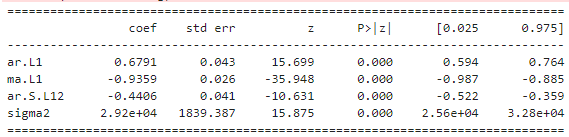 ==============================================================================
                 coef    std err          z      P>|z|      [0.025      0.975]
------------------------------------------------------------------------------
ar.L1          0.6791      0.043     15.699      0.000       0.594       0.764
ma.L1         -0.9359      0.026    -35.948      0.000      -0.987      -0.885
ar.S.L12      -0.4406      0.041    -10.631      0.000      -0.522      -0.359
sigma2       2.92e+04   1839.387     15.875      0.000    2.56e+04    3.28e+04
==============================================================================